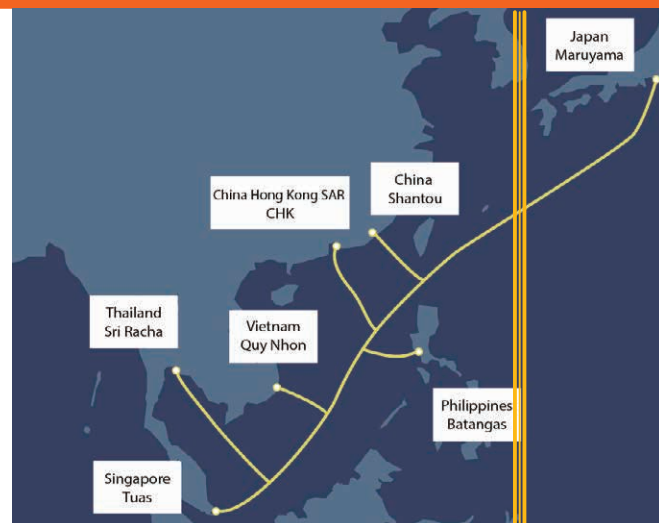 Japan
Maruyama
China
Shantou
China Hong Kong SAR
CHK
Thailand
Sri Racha
Vietnam
Quy Nhon
Philippines
Batangas
Singapore
Tuas